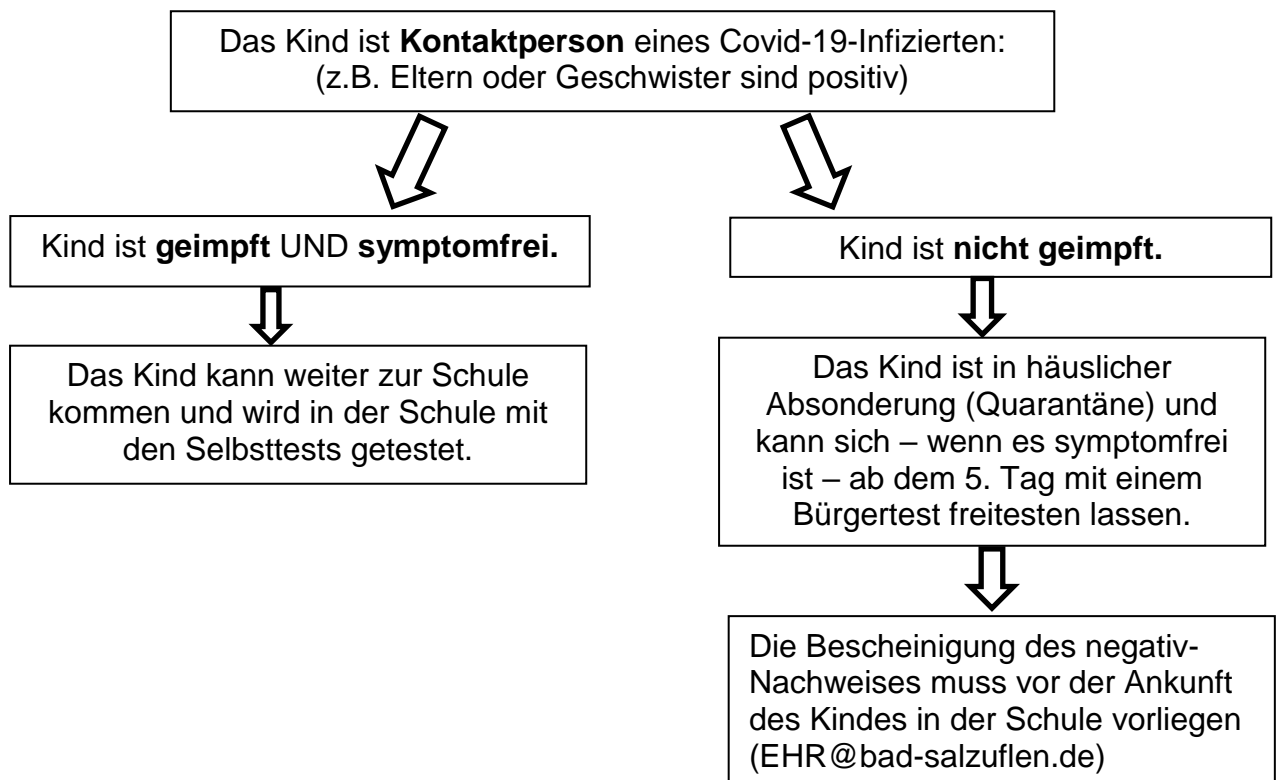 Das Kind ist Kontaktperson eines Covid-19-Infizierten:
(z.B. Eltern oder Geschwister sind positiv)
Kind ist geimpft UND symptomfrei.
Kind ist nicht geimpft.
Das Kind kann weiter zur Schule
kommen und wird in der Schule mit
den Selbsttests getestet.
Das Kind ist in häuslicher
Absonderung (Quarantäne) und
kann sich – wenn es symptomfrei
ist – ab dem 5. Tag mit einem
Bürgertest freitesten lassen.
Die Bescheinigung des negativ-
Nachweises muss vor der Ankunft
des Kindes in der Schule vorliegen
(EHR@bad-salzuflen.de)